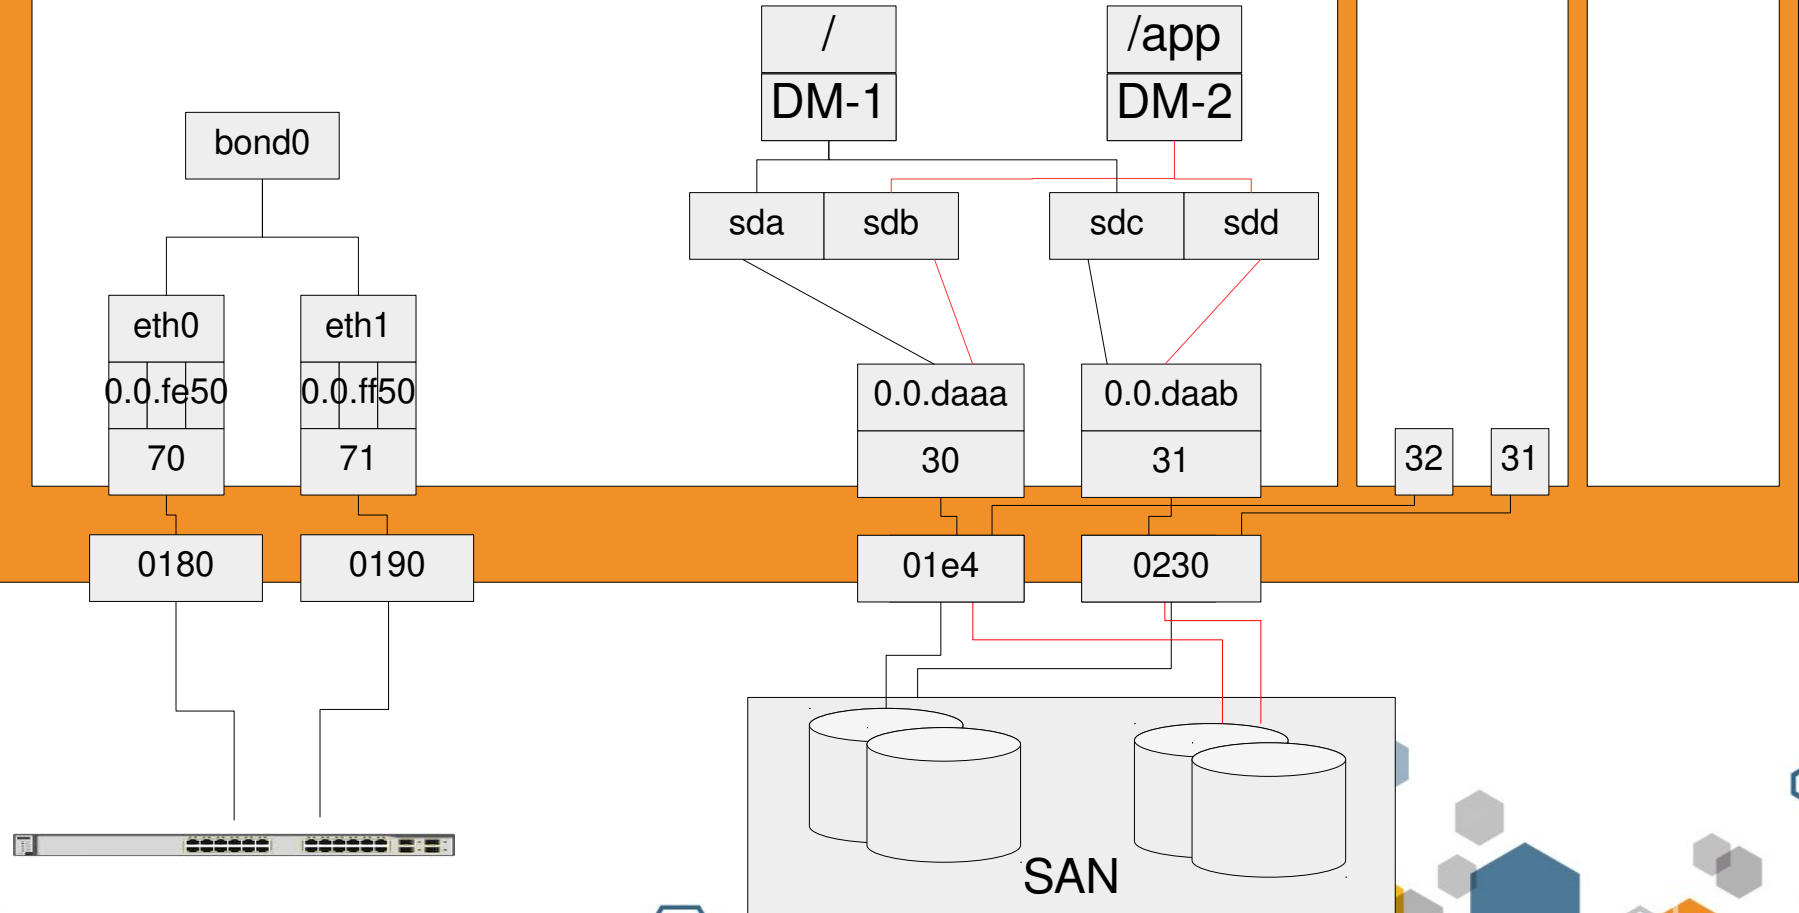 /
/app
DM-1
DM-2
bond0
sda
sdb
sdc
sdd
eth0
eth1
0.0.fe50
0.0.ff50
0.0.daaa
0.0.daab
70
71
30
31
32
31
0180
0190
01e4
0230
SAN